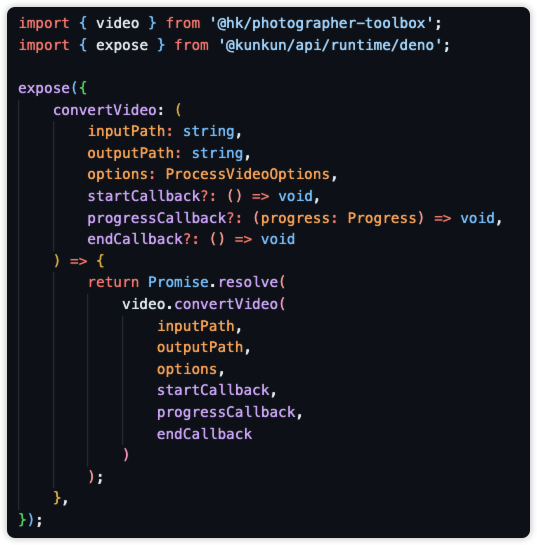 import { video } from '@hk/photographer-toolbox';
import { expose } from '@kunkun/api/runtime/deno';

expose({
    convertVideo: (
        inputPath: string,
        outputPath: string,
        options: ProcessVideoOptions,
        startCallback?: () => void,
        progressCallback?: (progress: Progress) => void,
        endCallback?: () => void
    ) => {
        return Promise.resolve(
            video.convertVideo(
                inputPath,
                outputPath,
                options,
                startCallback,
                progressCallback,
                endCallback
            )
        );
    },
});